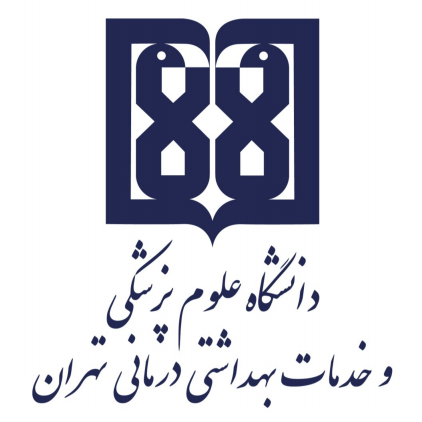 دانشگاه علوم پزشکی
و خدمات بهداشتی درمانی تهران